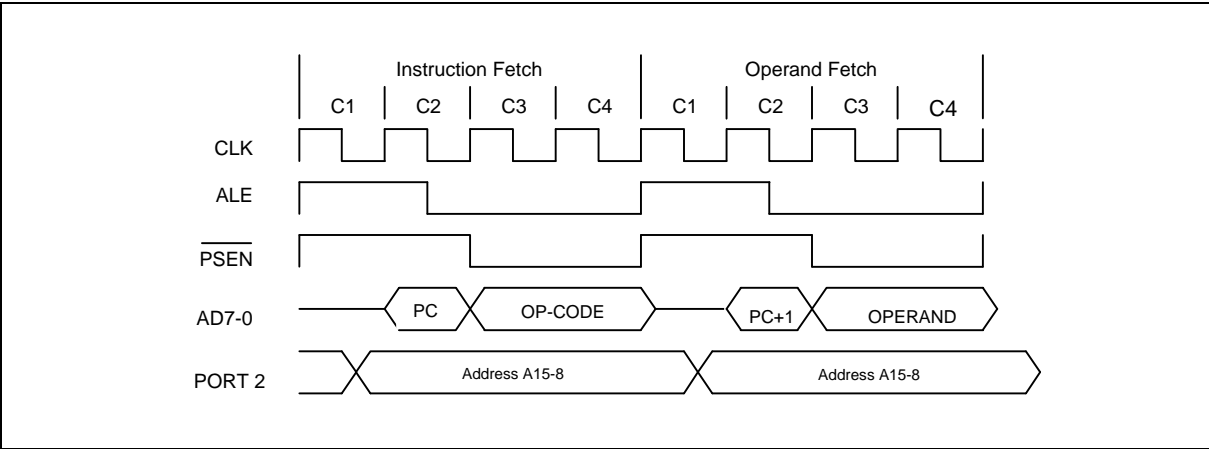 Instruction Fetch Operand Fetch
C1 C2 C3 C4 C1 C2 C3 C4
CLK
ALE
PSEN
AD7-0 PC OP-CODE PC+1 OPERAND
PORT 2 Address A15-8 Address A15-8